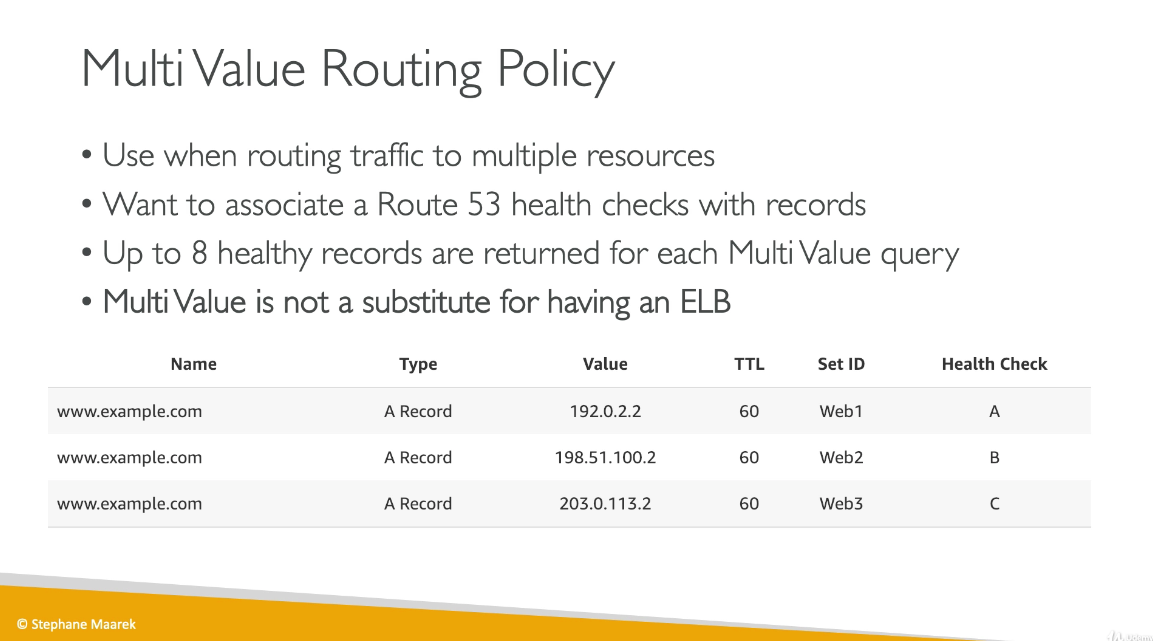 Multi Value Routing Policy
• Use when routing traffic to multiple resources
• Want to associate a Route 53 health checks with records
• Up to 8 healthy records are returned for each Multi Value query
• Multi Value is not a substitute for having an ELB
Name Type Value TTL Set ID Health Check
www.example.com A Record 192.0.2.2 60 Web1 A
www.example.com A Record 198.51.100.2 60 Web2 B
www.example.com A Record 203.0.113.2 60 Web3 C
© Stephane Maarek